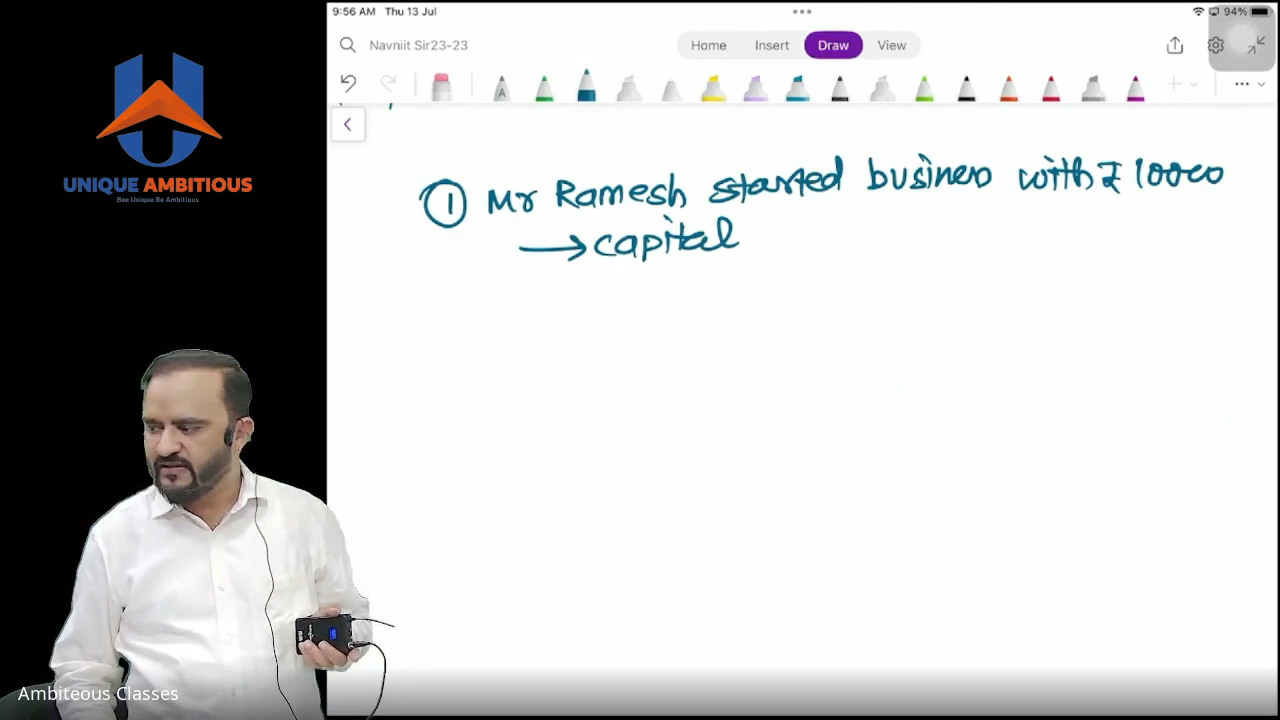 9:56 AM Thu 13 Jul
94%
Navniit Sir23-23
Home Insert Draw View
A
UNIQUE AMBITIOUS
Bee Unique Be Ambitious
① Mr Ramesh started business with ₹ 10000
→ capital
Ambiteous Classes